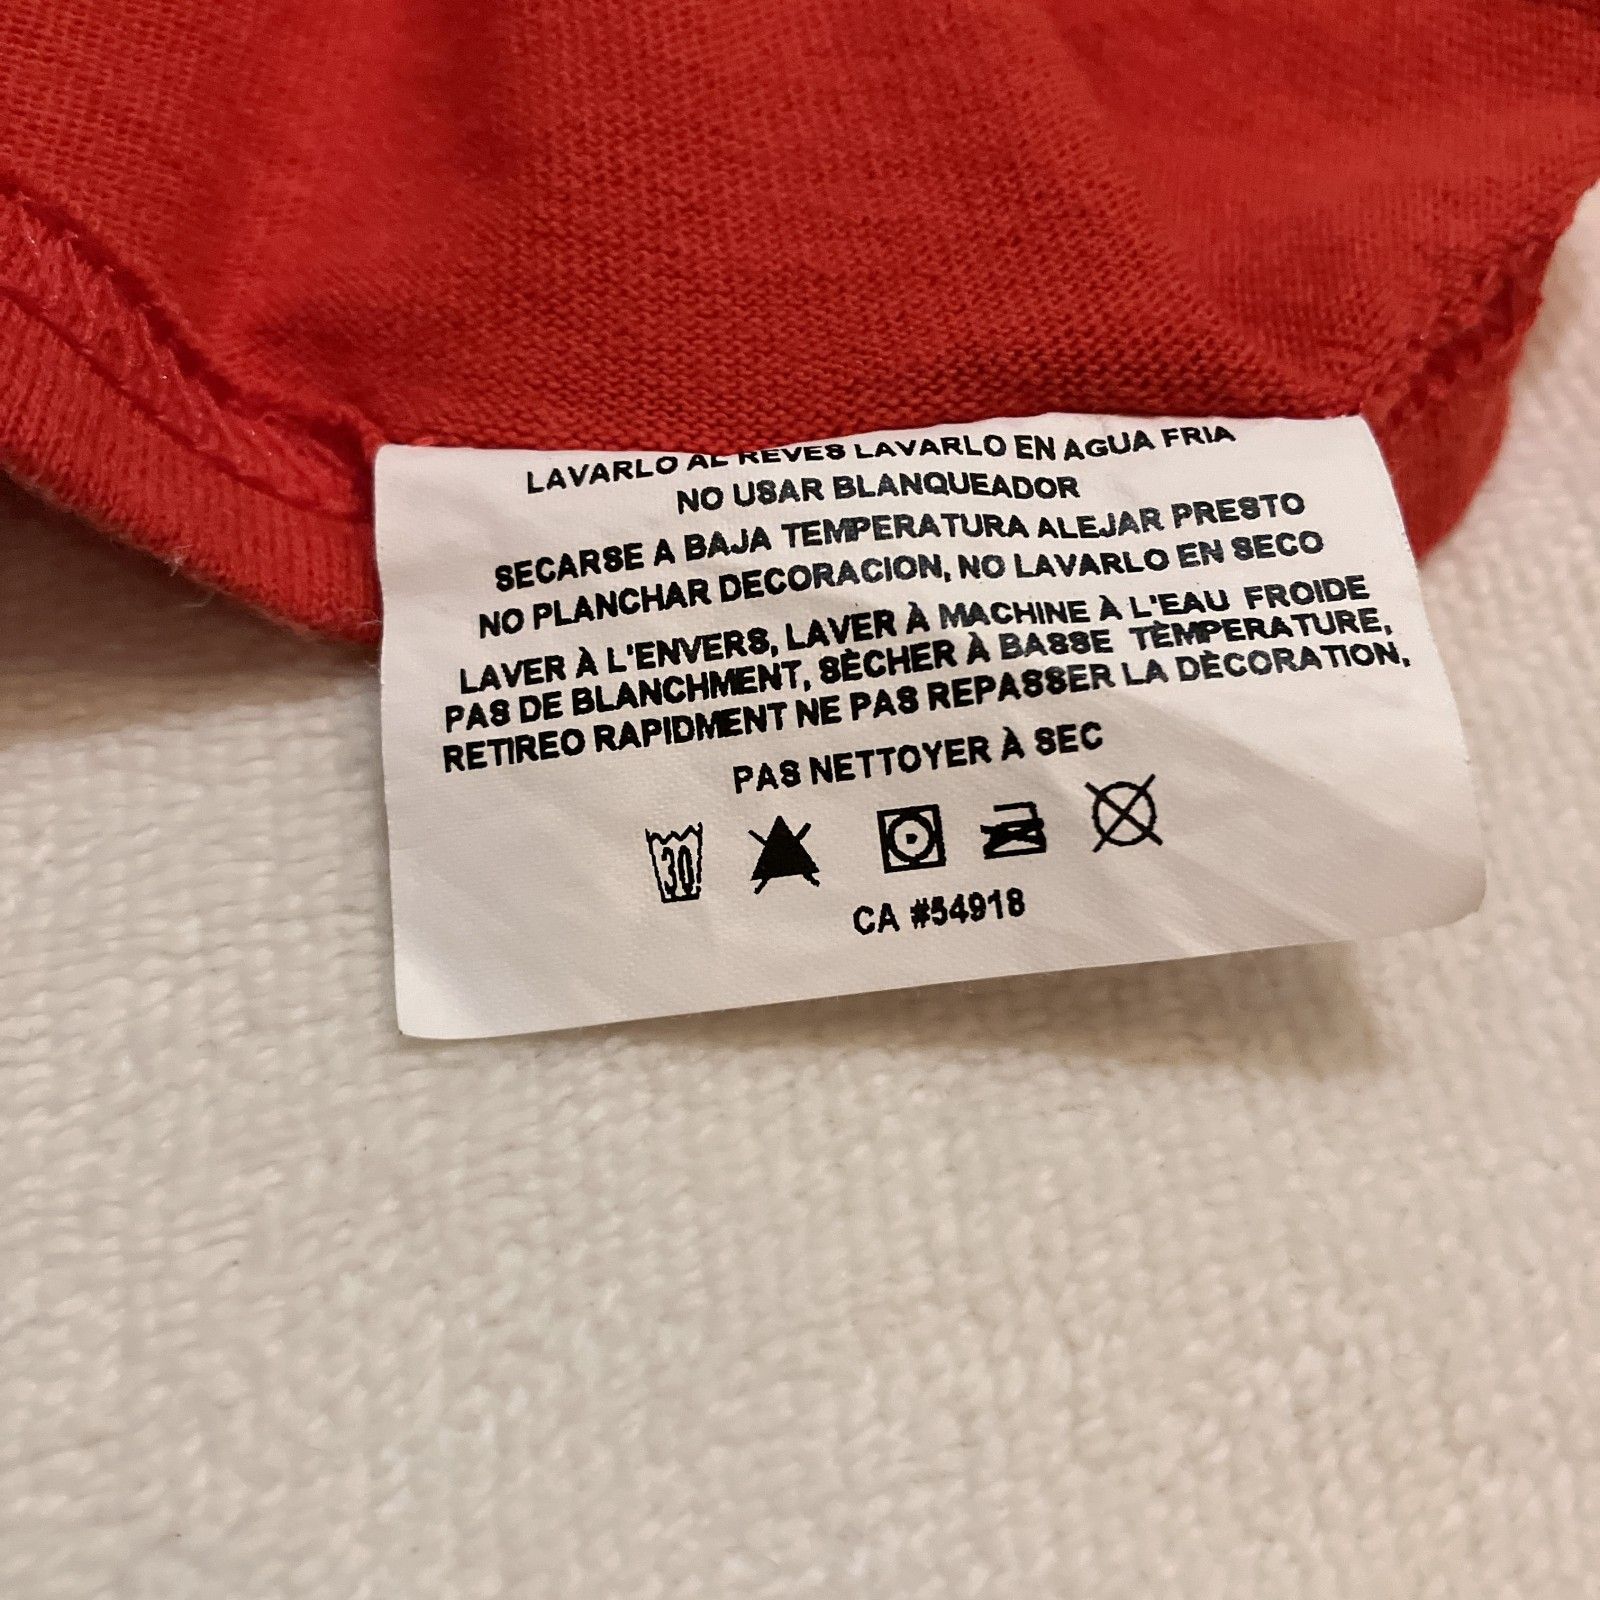 LAVARLO AL REVES LAVARLO EN AGUA FRIA
NO USAR BLANQUEADOR
SECARSE A BAJA TEMPERATURA ALEJAR PRESTO
NO PLANCHAR DECORACION, NO LAVARLO EN SECO
LAVER À L'ENVERS, LAVER À MACHINE À L'EAU FROIDE
PAS DE BLANCHMENT, SÈCHER À BASSE TÈMPERATURE,
RETIREO RAPIDMENT NE PAS REPASSER LA DÈCORATION,
PAS NETTOYER À SEC
30
CA #54918